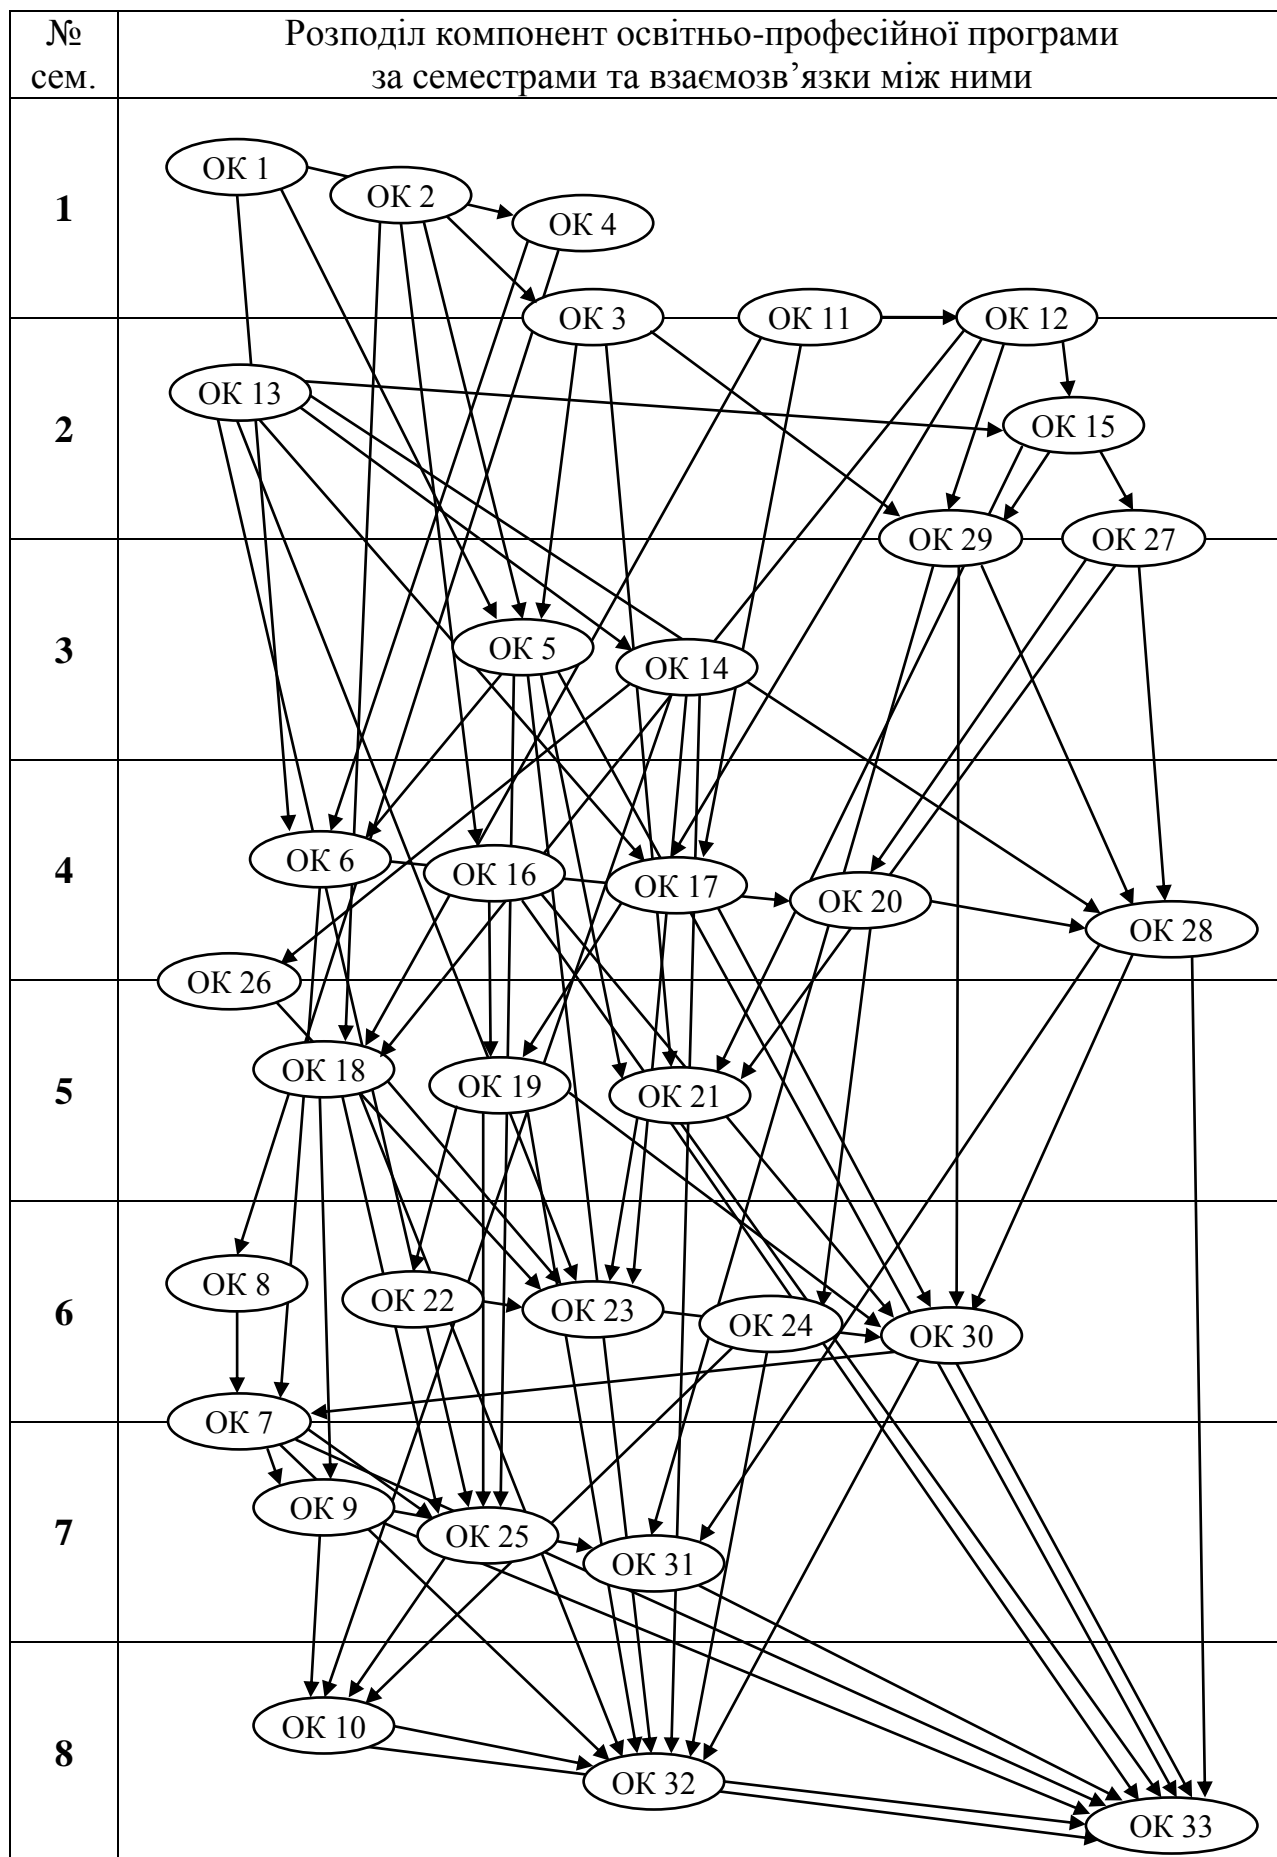 №
сем.
Розподіл компонент освітньо-професійної програми
за семестрами та взаємозв’язки між ними
1
ОК 1
ОК 2
ОК 4
ОК 3
ОК 11
ОК 12
2
ОК 13
ОК 15
ОК 29
ОК 27
3
ОК 5
ОК 14
4
ОК 6
ОК 16
ОК 17
ОК 20
ОК 28
ОК 26
5
ОК 18
ОК 19
ОК 21
6
ОК 8
ОК 22
ОК 23
ОК 24
ОК 30
ОК 7
7
ОК 9
ОК 25
ОК 31
8
ОК 10
ОК 32
ОК 33